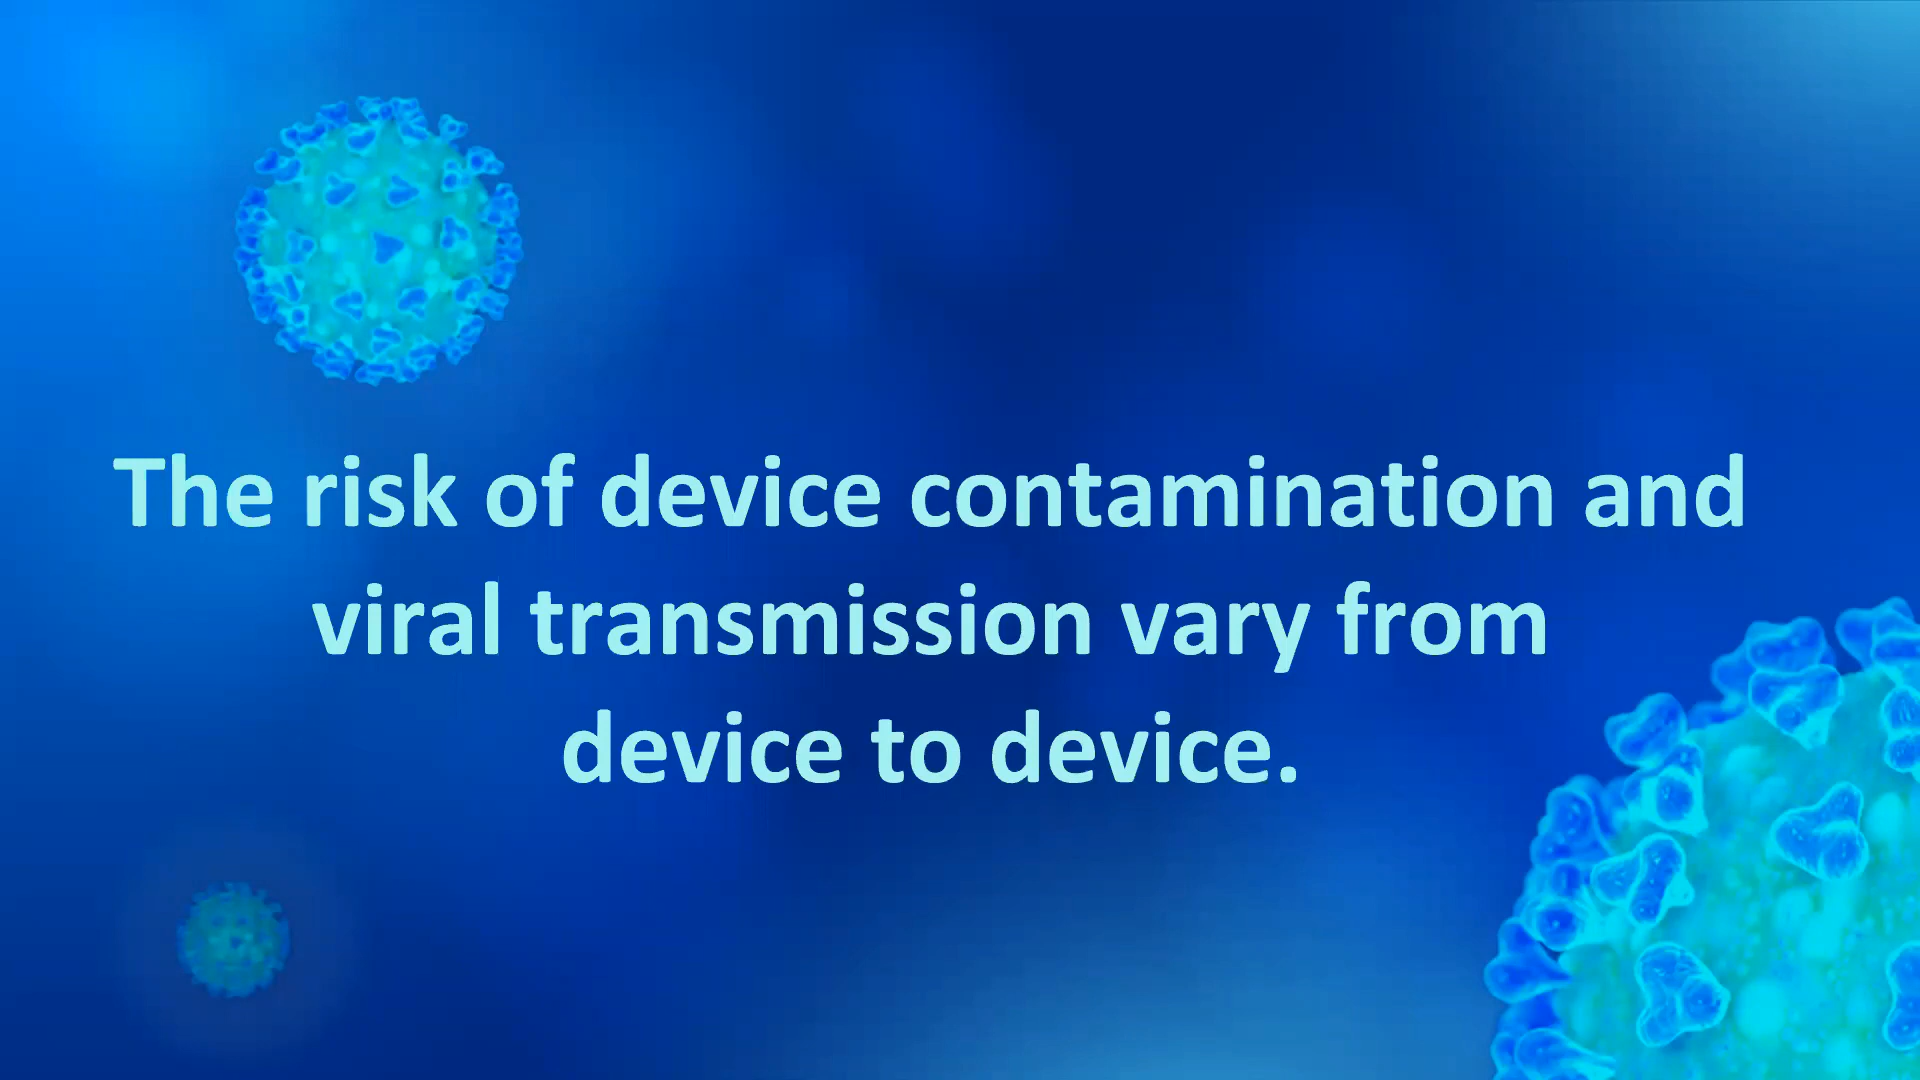 The risk of device contamination and
viral transmission vary from
device to device.